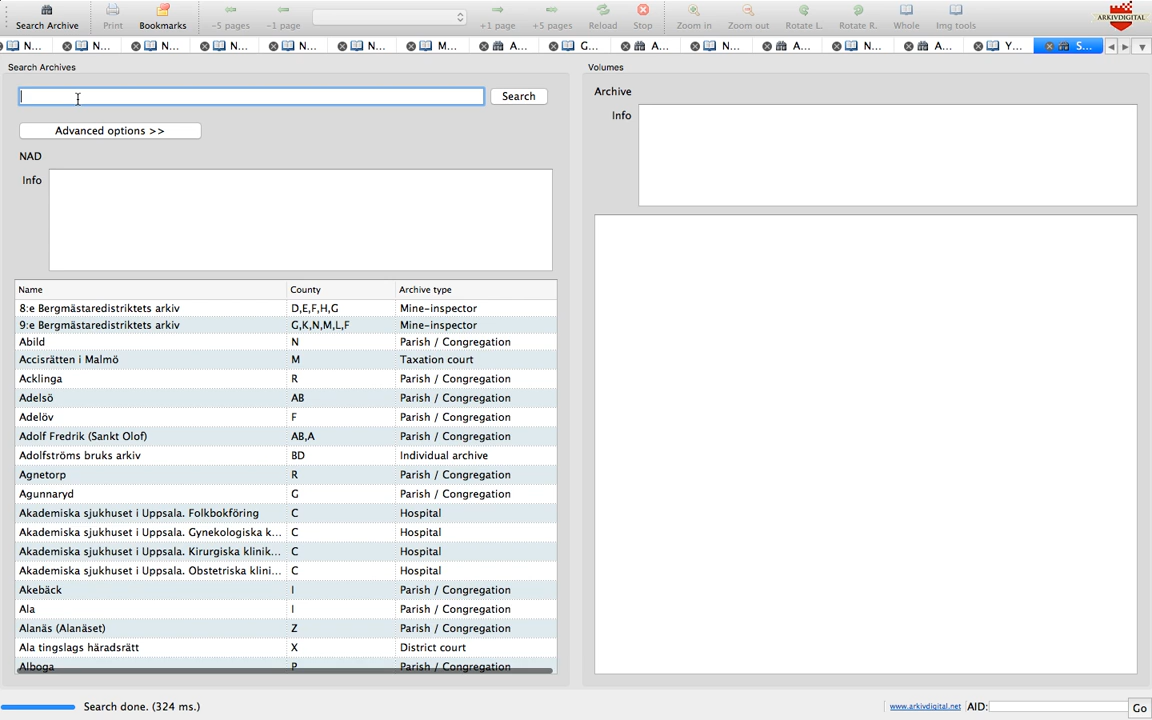 Search Archive Print Bookmarks -5 pages -1 page +1 page +5 pages Reload Stop Zoom in Zoom out Rotate L. Rotate R. Whole Img tools ARKIVDIGITAL
N... N... N... N... N... N... M... A... G... A... N... A... N... A... Y... S...
Search Archives
Search
Advanced options >>
NAD
Info
Name County Archive type
8:e Bergmästaredistriktets arkiv D,E,F,H,G Mine-inspector
9:e Bergmästaredistriktets arkiv G,K,N,M,L,F Mine-inspector
Abild N Parish / Congregation
Accisrätten i Malmö M Taxation court
Acklinga R Parish / Congregation
Adelsö AB Parish / Congregation
Adelöv F Parish / Congregation
Adolf Fredrik (Sankt Olof) AB,A Parish / Congregation
Adolfströms bruks arkiv BD Individual archive
Agnetorp R Parish / Congregation
Agunnaryd G Parish / Congregation
Akademiska sjukhuset i Uppsala. Folkbokföring C Hospital
Akademiska sjukhuset i Uppsala. Gynekologiska k... C Hospital
Akademiska sjukhuset i Uppsala. Kirurgiska klinik... C Hospital
Akademiska sjukhuset i Uppsala. Obstetriska klini... C Hospital
Akebäck I Parish / Congregation
Ala I Parish / Congregation
Alanäs (Alanäset) Z Parish / Congregation
Ala tingslags häradsrätt X District court
Alboga P Parish / Congregation
Volumes
Archive
Info
Search done. (324 ms.)
www.arkivdigital.net AID: Go